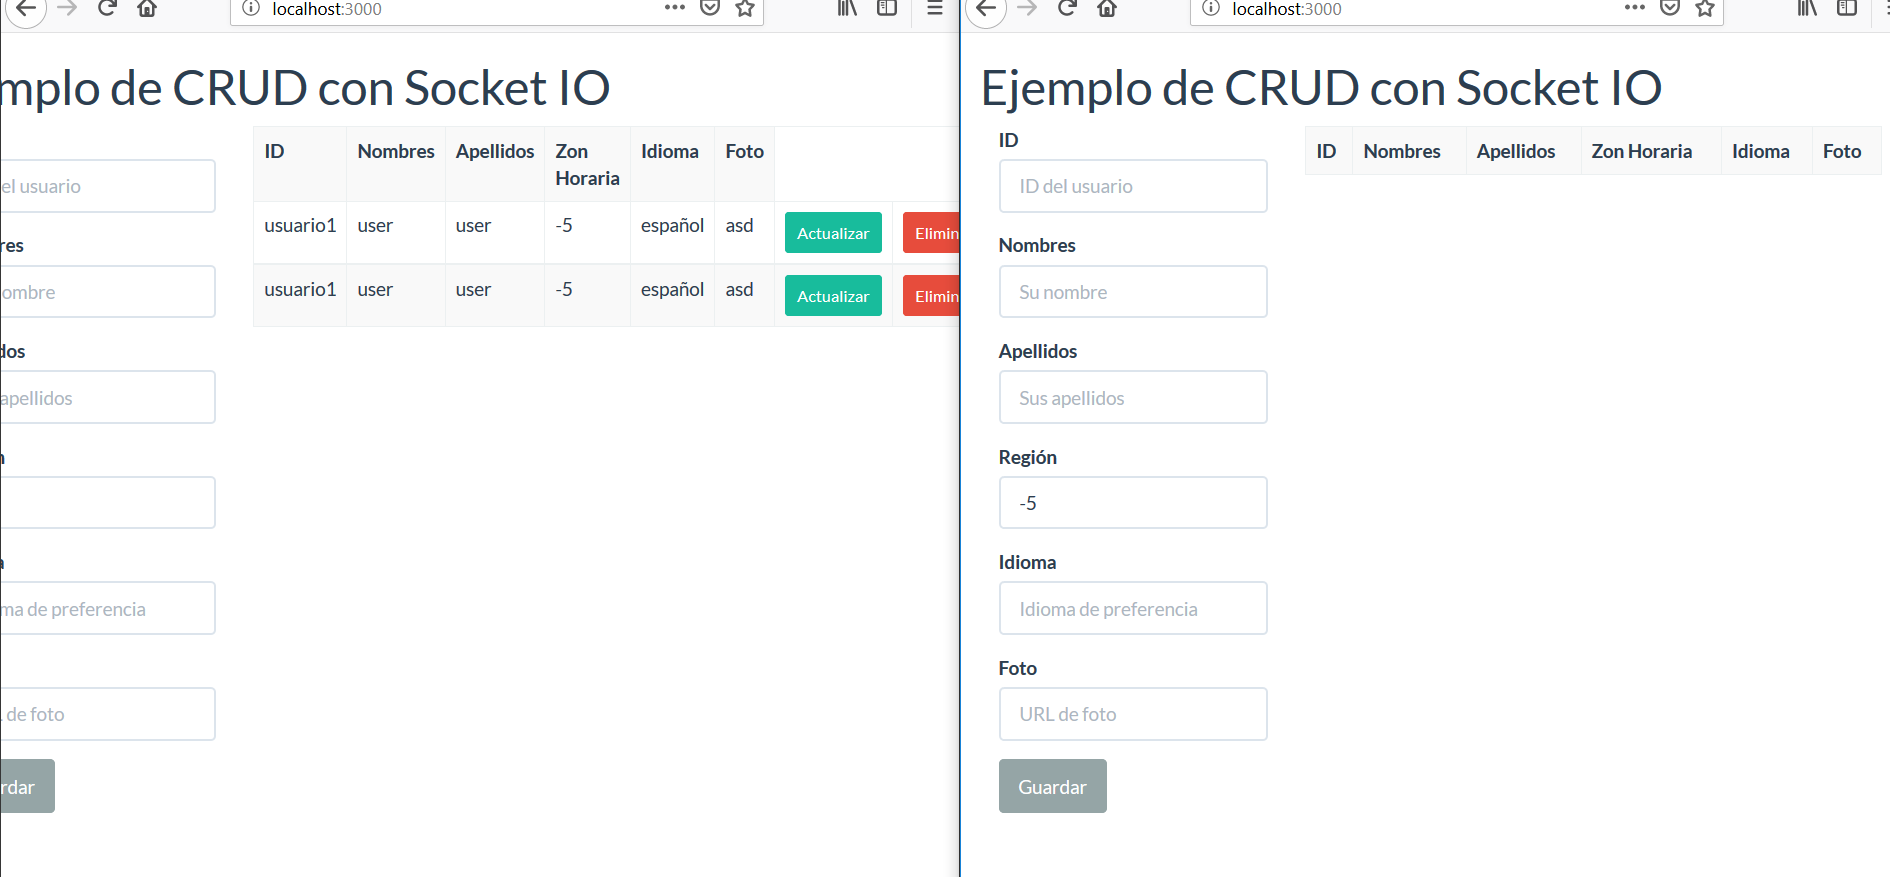 localhost:3000
mplo de CRUD con Socket IO
ID Nombres Apellidos Zon Horaria Idioma Foto
usuario1 user user -5 español asd Actualizar Elimin
usuario1 user user -5 español asd Actualizar Elimin
el usuario
res
ombre
dos
apellidos
n
a
ma de preferencia
de foto
rdar
localhost:3000
Ejemplo de CRUD con Socket IO
ID Nombres Apellidos Zon Horaria Idioma Foto
ID
ID del usuario
Nombres
Su nombre
Apellidos
Sus apellidos
Región
-5
Idioma
Idioma de preferencia
Foto
URL de foto
Guardar